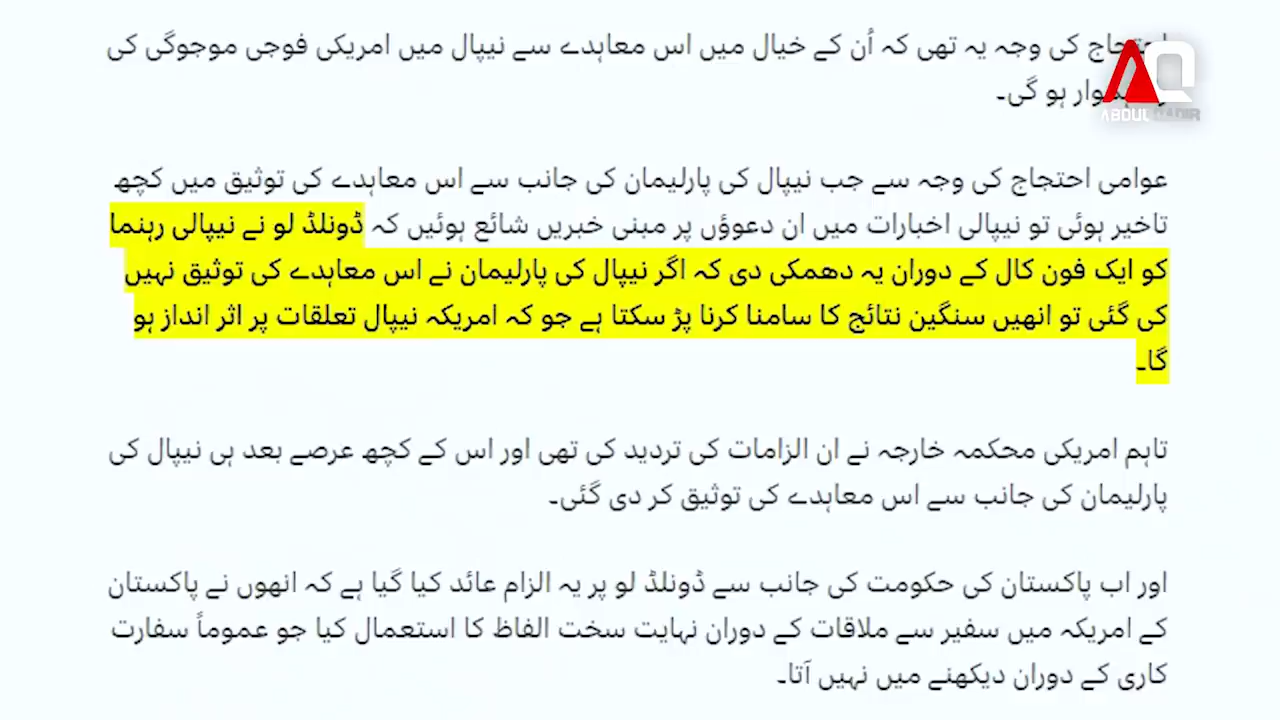 احتجاج کی وجہ یہ تھی کہ اُن کے خیال میں اس معاہدے سے نیپال میں امریکی فوجی موجوگی کی
ہموار ہو گی۔
عوامی احتجاج کی وجہ سے جب نیپال کی پارلیمان کی جانب سے اس معاہدے کی توثیق میں کچھ
تاخیر ہوئی تو نیپالی اخبارات میں ان دعوؤں پر مبنی خبریں شائع ہوئیں کہ ڈونلڈ لو نے نیپالی رہنما
کو ایک فون کال کے دوران یہ دھمکی دی کہ اگر نیپال کی پارلیمان نے اس معاہدے کی توثیق نہیں
کی گئی تو انھیں سنگین نتائج کا سامنا کرنا پڑ سکتا ہے جو کہ امریکہ نیپال تعلقات پر اثر انداز ہو
گا۔
تاہم امریکی محکمہ خارجہ نے ان الزامات کی تردید کی تھی اور اس کے کچھ عرصے بعد ہی نیپال کی
پارلیمان کی جانب سے اس معاہدے کی توثیق کر دی گئی۔
اور اب پاکستان کی حکومت کی جانب سے ڈونلڈ لو پر یہ الزام عائد کیا گیا ہے کہ انھوں نے پاکستان
کے امریکہ میں سفیر سے ملاقات کے دوران نہایت سخت الفاظ کا استعمال کیا جو عموماً سفارت
کاری کے دوران دیکھنے میں نہیں آتا۔
AQ
ABDUL QADIR